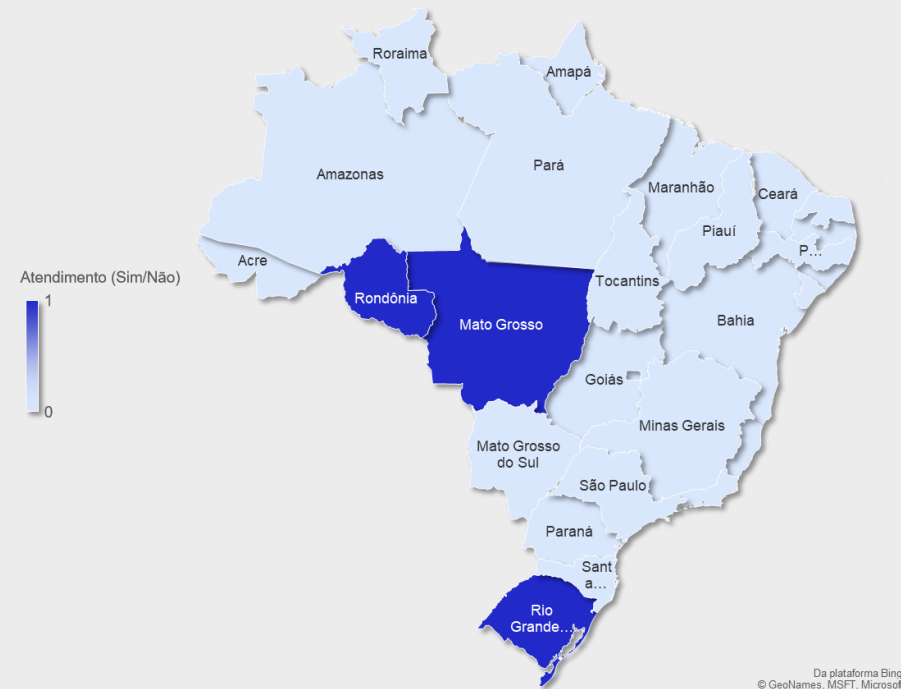 Roraima
Amapá
Amazonas
Pará
Maranhão
Ceará
Piauí
P...
Acre
Tocantins
Atendimento (Sim/Não)
1
0
Rondônia
Mato Grosso
Bahia
Goiás
Minas Gerais
Mato Grosso
do Sul
São Paulo
Paraná
Sant
a...
Rio
Grande...
Da plataforma Bing
© GeoNames, MSFT, Microsoft